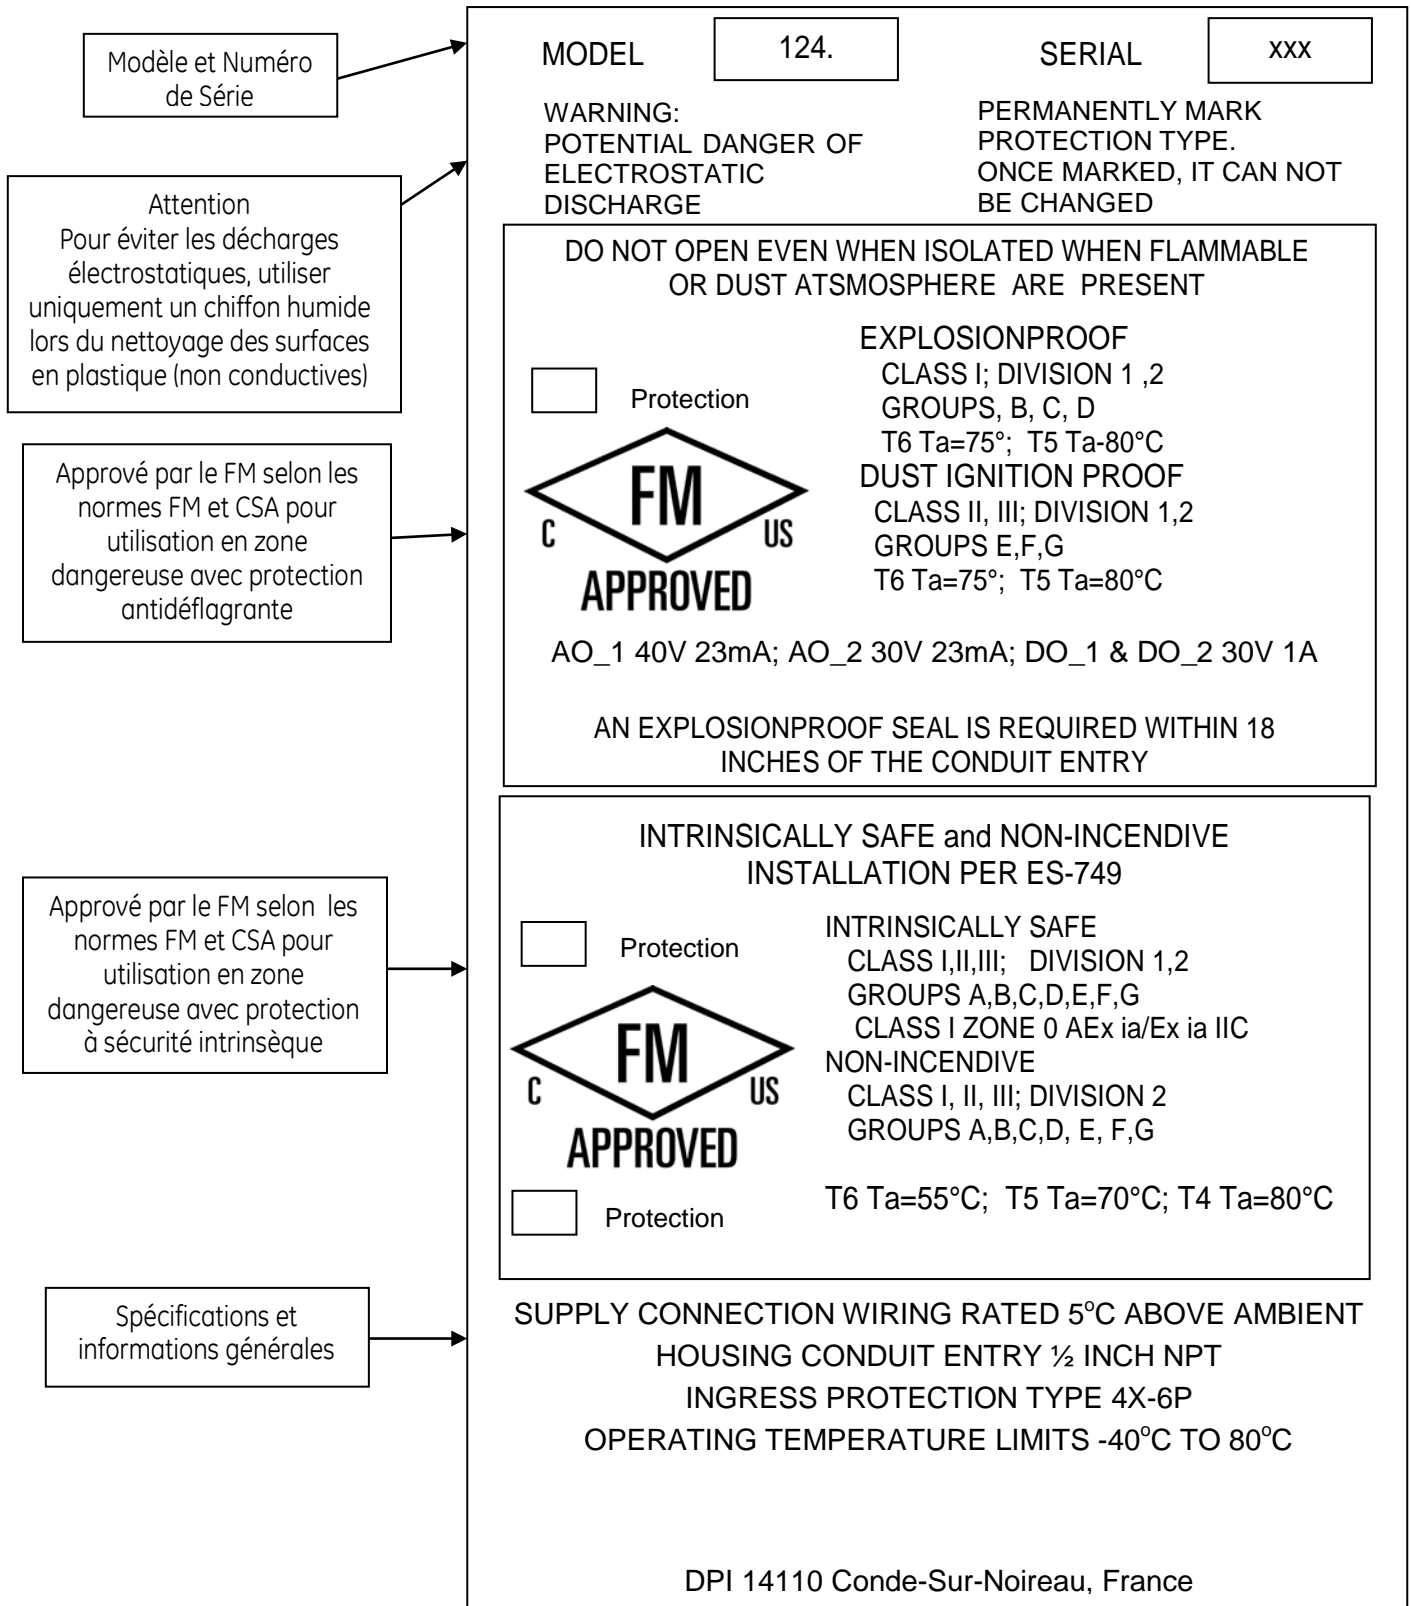 Modèle et Numéro
de Série
Attention
Pour éviter les décharges
électrostatiques, utiliser
uniquement un chiffon humide
lors du nettoyage des surfaces
en plastique (non conductives)
Apprové par le FM selon les
normes FM et CSA pour
utilisation en zone
dangereuse avec protection
antidéflagrante
Apprové par le FM selon les
normes FM et CSA pour
utilisation en zone
dangereuse avec protection
à sécurité intrinsèque
Spécifications et
informations générales
MODEL 124. SERIAL xxx
WARNING:
POTENTIAL DANGER OF
ELECTROSTATIC
DISCHARGE
PERMANENTLY MARK
PROTECTION TYPE.
ONCE MARKED, IT CAN NOT
BE CHANGED
DO NOT OPEN EVEN WHEN ISOLATED WHEN FLAMMABLE
OR DUST ATSMOSPHERE ARE PRESENT
Protection
C FM US
APPROVED
EXPLOSIONPROOF
CLASS I; DIVISION 1 ,2
GROUPS, B, C, D
T6 Ta=75°; T5 Ta-80°C
DUST IGNITION PROOF
CLASS II, III; DIVISION 1,2
GROUPS E,F,G
T6 Ta=75°; T5 Ta=80°C
AO_1 40V 23mA; AO_2 30V 23mA; DO_1 & DO_2 30V 1A
AN EXPLOSIONPROOF SEAL IS REQUIRED WITHIN 18
INCHES OF THE CONDUIT ENTRY
INTRINSICALLY SAFE and NON-INCENDIVE
INSTALLATION PER ES-749
Protection
C FM US
APPROVED
Protection
INTRINSICALLY SAFE
CLASS I,II,III; DIVISION 1,2
GROUPS A,B,C,D,E,F,G
CLASS I ZONE 0 AEx ia/Ex ia IIC
NON-INCENDIVE
CLASS I, II, III; DIVISION 2
GROUPS A,B,C,D, E, F,G
T6 Ta=55°C; T5 Ta=70°C; T4 Ta=80°C
SUPPLY CONNECTION WIRING RATED 5°C ABOVE AMBIENT
HOUSING CONDUIT ENTRY ½ INCH NPT
INGRESS PROTECTION TYPE 4X-6P
OPERATING TEMPERATURE LIMITS -40°C TO 80°C
DPI 14110 Conde-Sur-Noireau, France